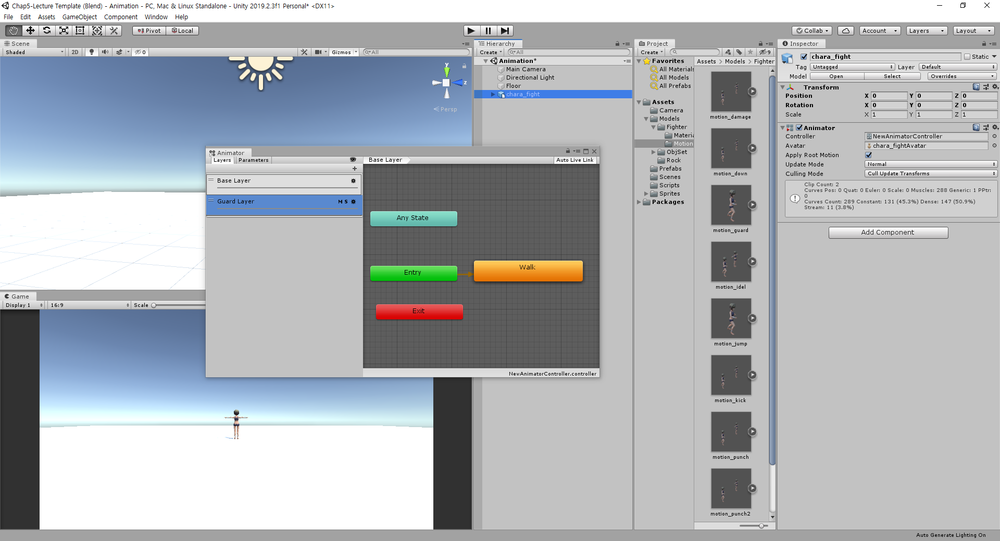 Chap5-Lecture Template (Blend) - Animation - PC, Mac & Linux Standalone - Unity 2019.2.3f1 Personal* <DX11>
File Edit Assets GameObject Component Window Help
Pivot Local
Collab Account Layers Layout
Scene
Shaded 2D 0 Gizmos All
y
z
Persp
Game
Display 1 16:9 Scale
Hierarchy
Create All
Animation*
Main Camera
Directional Light
Floor
chara_fight
Animator
Layers Parameters
Base Layer Auto Live Link
+
Base Layer
Guard Layer M S
Any State
Entry
Walk
Exit
NewAnimatorController.controller
Project
Create 9
Favorites
All Materials
All Models
All Prefabs
Assets
Camera
Models
Fighter
Materia
Motion
ObjSet
Rock
Prefabs
Scenes
Scripts
Sprites
Packages
Assets > Models > Fighter
motion_damage
motion_down
motion_guard
motion_idel
motion_jump
motion_kick
motion_punch
motion_punch2
Inspector
chara_fight Static
Tag Untagged Layer Default
Model Open Select Overrides
Transform
Position X 0 Y 0 Z 0
Rotation X 0 Y 0 Z 0
Scale X 1 Y 1 Z 1
Animator
Controller NewAnimatorController
Avatar chara_fightAvatar
Apply Root Motion
Update Mode Normal
Culling Mode Cull Update Transforms
Clip Count: 2
Curves Pos: 0 Quat: 0 Euler: 0 Scale: 0 Muscles: 288 Generic: 1 PPtr:
0
Curves Count: 289 Constant: 131 (45.3%) Dense: 147 (50.9%)
Stream: 11 (3.8%)
Add Component
Auto Generate Lighting On